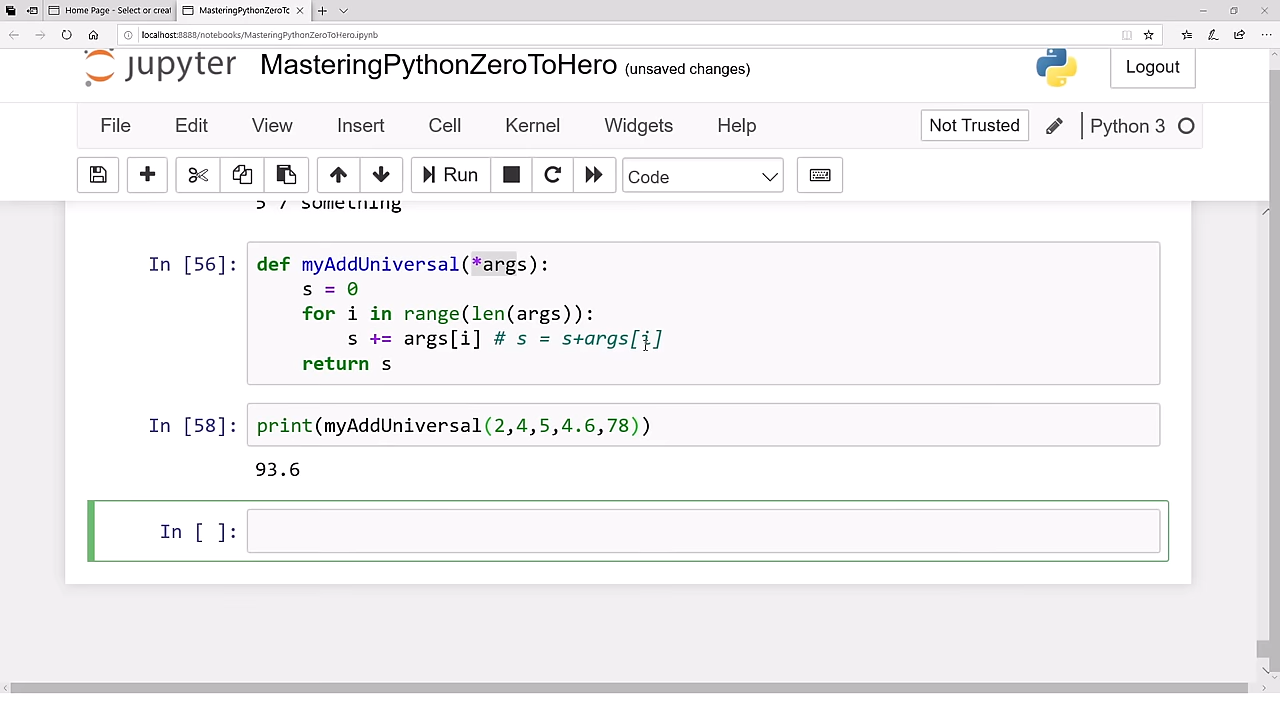 Home Page - Select or creat
MasteringPythonZeroToC
localhost:8888/notebooks/MasteringPythonZeroToHero.ipynb
jupyter MasteringPythonZeroToHero (unsaved changes)
Logout
File Edit View Insert Cell Kernel Widgets Help
Not Trusted
Python 3
Run
Code
5 7 something
In [56]: def myAddUniversal(*args):
s = 0
for i in range(len(args)):
s += args[i] # s = s+args[i]
return s
In [58]: print(myAddUniversal(2,4,5,4.6,78))
93.6
In [ ]: